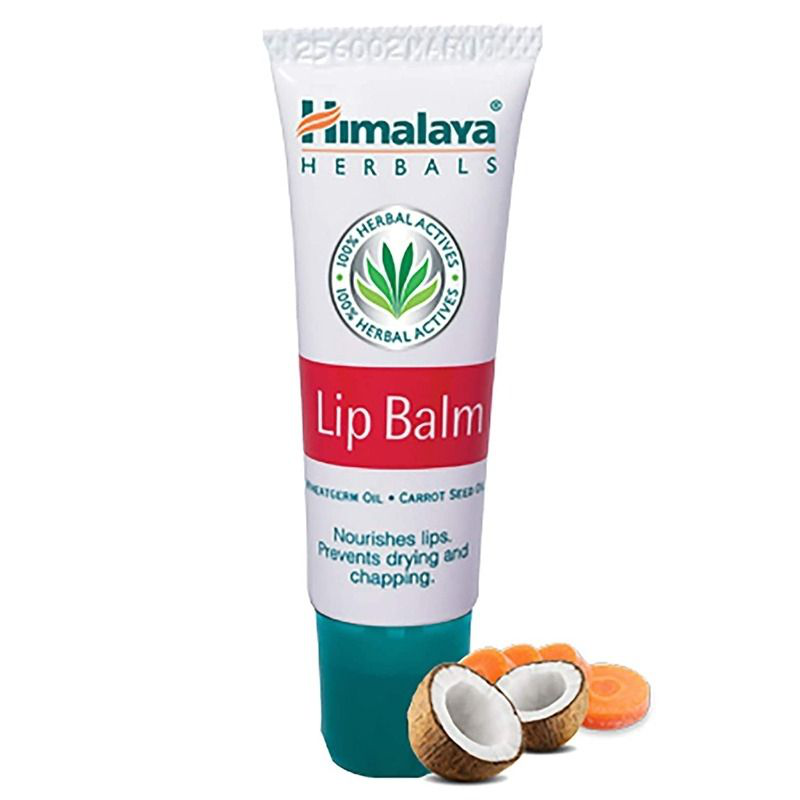 256002
Himalaya®
HERBALS
100% HERBAL ACTIVES •
100% HERBAL ACTIVES •
Lip Balm
WHEATGERM OIL • CARROT SEED OIL
Nourishes lips.
Prevents drying and
chapping.